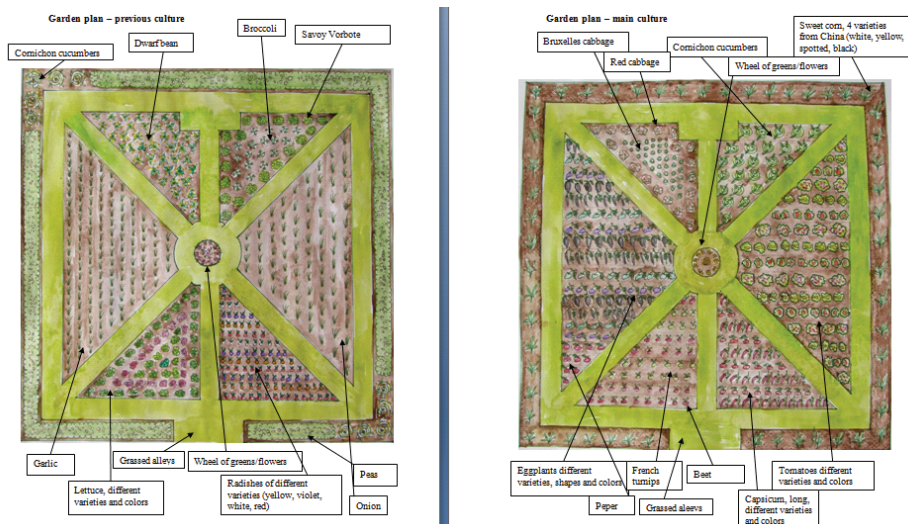 Garden plan – previous culture
Broccoli
Savoy Vorbote
Dwarf bean
Cornichon cucumbers
Garlic
Grassed alleys
Wheel of greens/flowers
Peas
Lettuce, different
varieties and colors
Radishes of different
varieties (yellow, violet,
white, red)
Onion
Garden plan – main culture
Sweet corn, 4 varieties
from China (white, yellow,
spotted, black)
Bruxelles cabbage
Cornichon cucumbers
Red cabbage
Wheel of greens/flowers
Eggplants different
varieties, shapes and colors
French
turnips
Beet
Tomatoes different
varieties and colors
Peper
Grassed aleevs
Capsicum, long,
different varieties
and colors